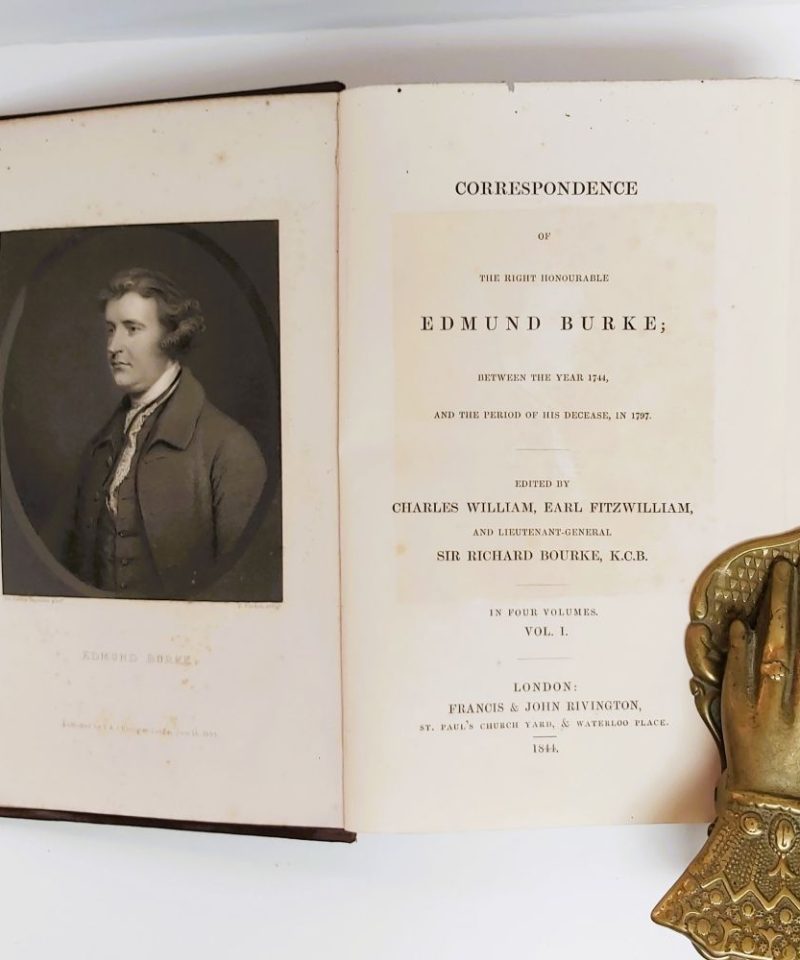 EDMUND BURKE.
CORRESPONDENCE
OF
THE RIGHT HONOURABLE
EDMUND BURKE;
BETWEEN THE YEAR 1744,
AND THE PERIOD OF HIS DECEASE, IN 1797.
EDITED BY
CHARLES WILLIAM, EARL FITZWILLIAM,
AND LIEUTENANT-GENERAL
SIR RICHARD BOURKE, K.C.B.
IN FOUR VOLUMES.
VOL. I.
LONDON:
FRANCIS & JOHN RIVINGTON,
ST. PAUL'S CHURCH YARD, & WATERLOO PLACE.
1844.